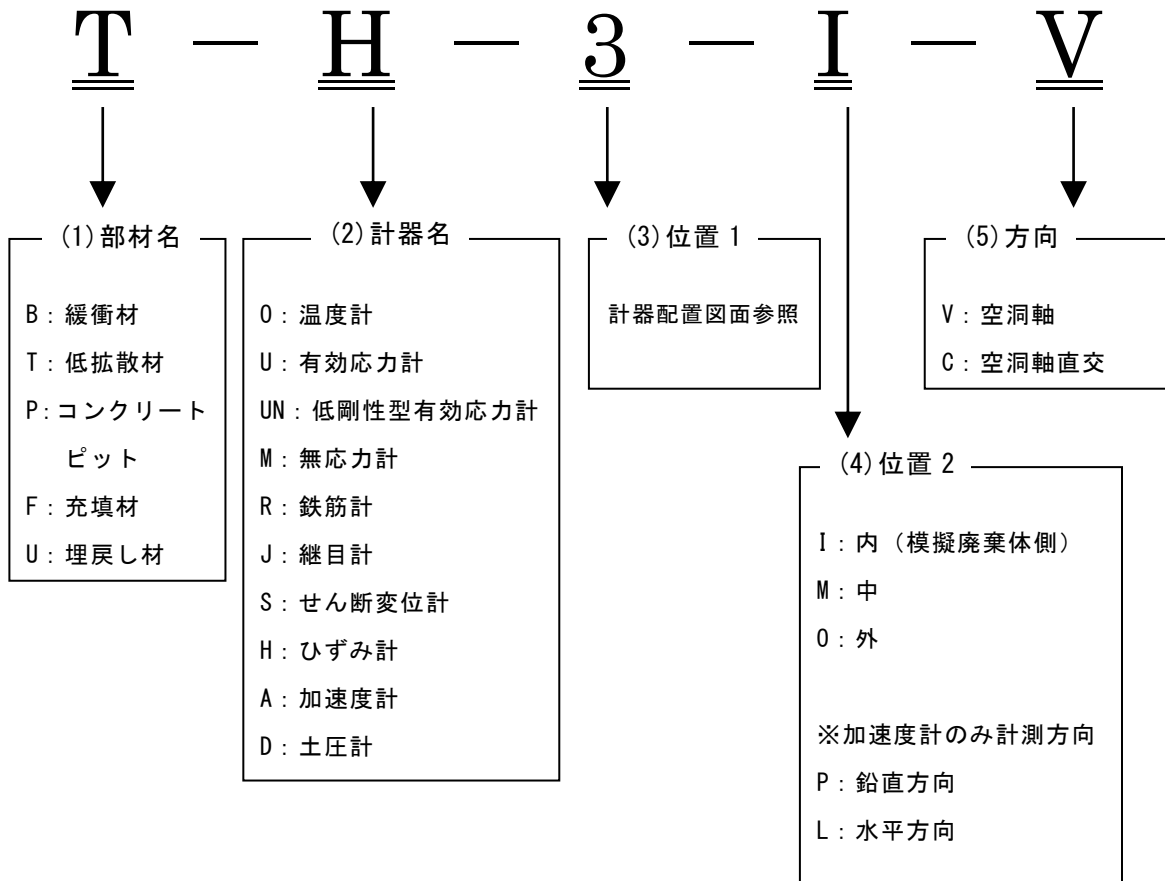 T － H － 3 － I － V
(1)部材名
B：緩衝材
T：低拡散材
P：コンクリート
ピット
F：充填材
U：埋戻し材
(2)計器名
O：温度計
U：有効応力計
UN：低剛性型有効応力計
M：無応力計
R：鉄筋計
J：継目計
S：せん断変位計
H：ひずみ計
A：加速度計
D：土圧計
(3)位置1
計器配置図面参照
(4)位置2
I：内（模擬廃棄体側）
M：中
O：外
※加速度計のみ計測方向
P：鉛直方向
L：水平方向
(5)方向
V：空洞軸
C：空洞軸直交